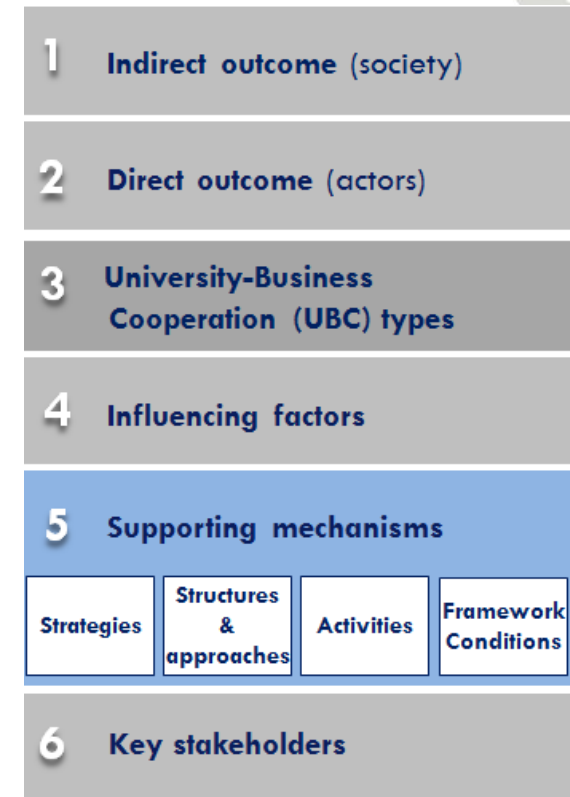 1
Indirect outcome (society)
2
Direct outcome (actors)
3
University-Business
Cooperation (UBC) types
4
Influencing factors
5
Supporting mechanisms
Strategies
Structures
&
approaches
Activities
Framework
Conditions
6
Key stakeholders